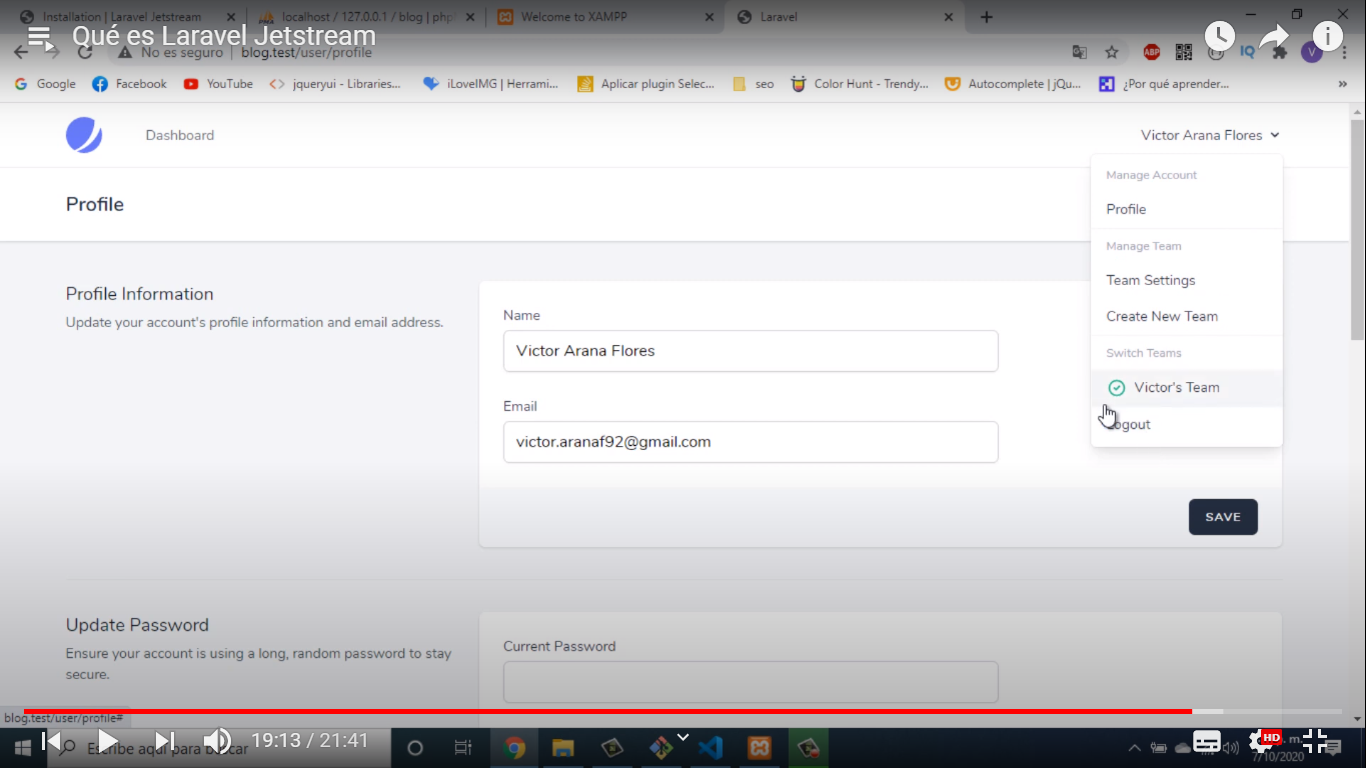 Installation | Laravel Jetstream
localhost / 127.0.0.1 / blog | php
Welcome to XAMPP
Laravel
Qué es Laravel Jetstream
No es seguro | blog.test/user/profile
ABP
IQ
V
Google
Facebook
YouTube
jqueryui - Libraries...
iLoveIMG | Herrami...
Aplicar plugin Selec...
seo
Color Hunt - Trendy...
Autocomplete | jQu...
¿Por qué aprender...
Dashboard
Victor Arana Flores
Manage Account
Profile
Manage Team
Team Settings
Create New Team
Switch Teams
Victor's Team
Logout
Profile
Profile Information
Update your account's profile information and email address.
Name
Victor Arana Flores
Email
victor.aranaf92@gmail.com
SAVE
Update Password
Ensure your account is using a long, random password to stay
secure.
Current Password
blog.test/user/profile#
Escribe aquí para buscar
19:13 / 21:41
HD
7/10/2020